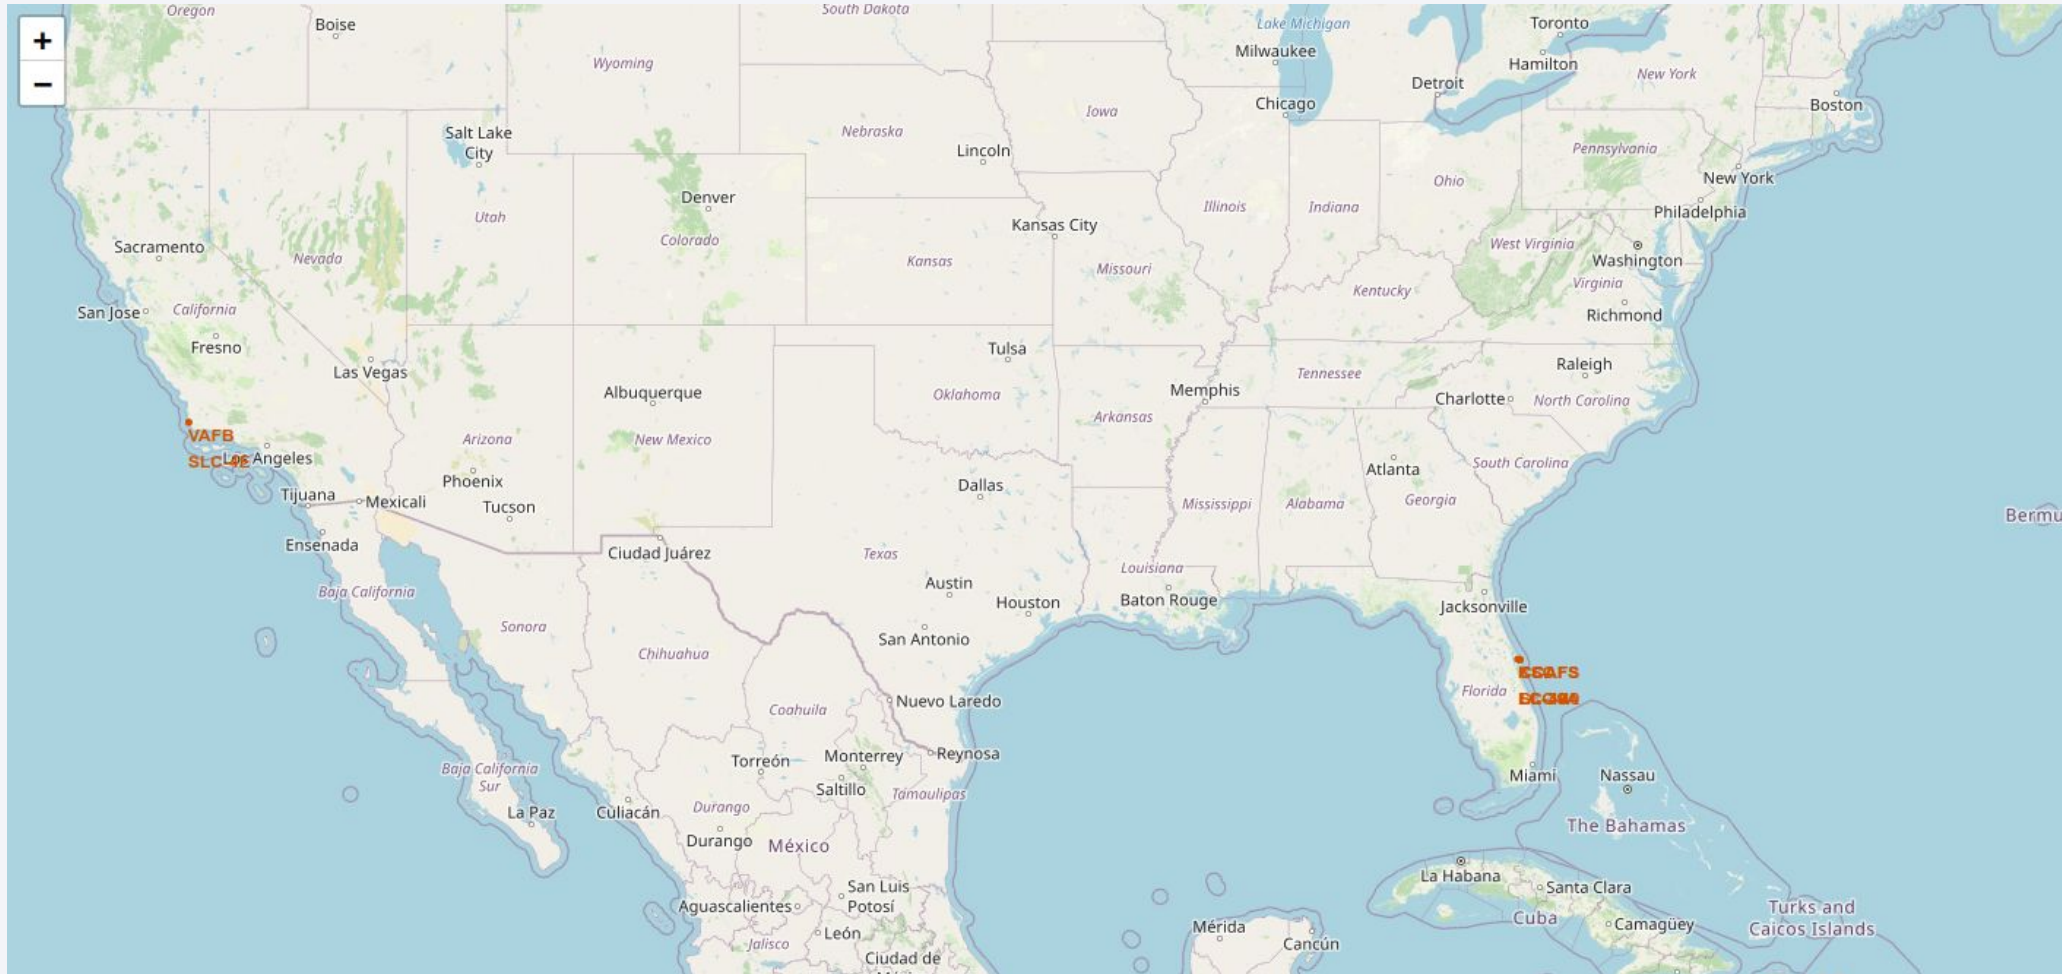 Oregon
Boise
South Dakota
Lake Michigan
Toronto
+
Milwaukee
Wyoming
Hamilton
New York
−
Detroit
Chicago
Boston
Iowa
Salt Lake
City
Nebraska
Lincoln
Pennsylvania
New York
Ohio
Denver
Utah
Illinois
Indiana
Philadelphia
Kansas City
Colorado
Sacramento
West Virginia
Nevada
Kansas
Missouri
Washington
Virginia
Kentucky
San Jose
California
Richmond
Fresno
Tulsa
Las Vegas
Raleigh
Tennessee
Albuquerque
Oklahoma
Memphis
Charlotte
North Carolina
Arkansas
VAFB
Arizona
New Mexico
SLC-4E
Los Angeles
Atlanta
South Carolina
Phoenix
Dallas
Tijuana
Mexicali
Tucson
Mississippi
Alabama
Georgia
Bermu
Ensenada
Ciudad Juárez
Texas
Louisiana
Baja California
Austin
Houston
Baton Rouge
Jacksonville
Sonora
San Antonio
Chihuahua
Florida
Nuevo Laredo
Coahuila
Torreón
Monterrey
Reynosa
Baja California
Sur
Miami
Nassau
Saltillo
Tamaulipas
La Paz
Culiacán
Durango
The Bahamas
Durango
México
La Habana
Santa Clara
San Luis
Potosí
Aguascalientes
Turks and
Caicos Islands
Cuba
Camagüey
Mérida
León
Jalisco
Cancún
Ciudad de